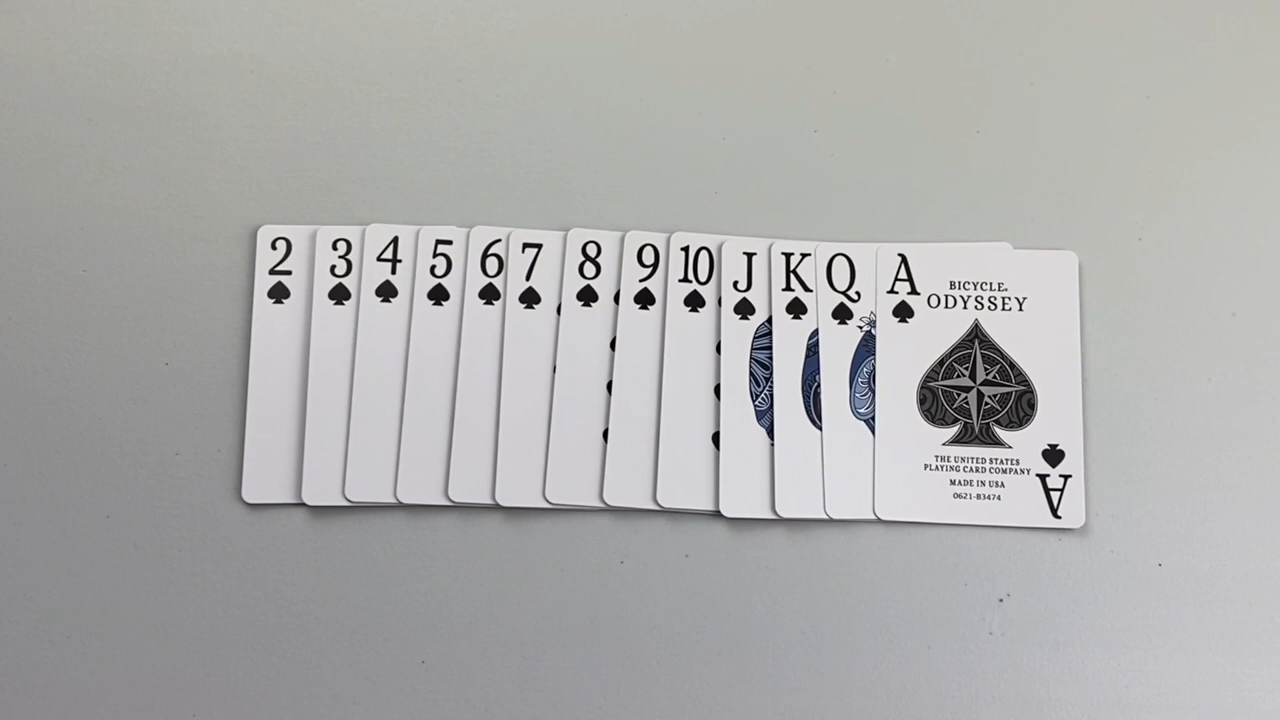 2 3 4 5 6 7 8 9 10 J K Q A
BICYCLE®
ODYSSEY
THE UNITED STATES
PLAYING CARD COMPANY
MADE IN USA
0621-B3474
A